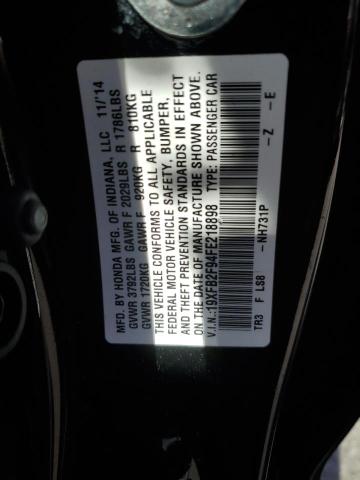 MFD. BY HONDA MFG. OF INDIANA, LLC 11/'14
GVWR 3792LBS GAWR F 2029LBS R 1786LBS
GVWR 1720KG GAWR F 920KG R 810KG
THIS VEHICLE CONFORMS TO ALL APPLICABLE
FEDERAL MOTOR VEHICLE SAFETY, BUMPER,
AND THEFT PREVENTION STANDARDS IN EFFECT
ON THE DATE OF MANUFACTURE SHOWN ABOVE.
V.I.N.:19XFB2F94FE218898 TYPE: PASSENGER CAR
NH731P - Z - E
TR3 F LS8